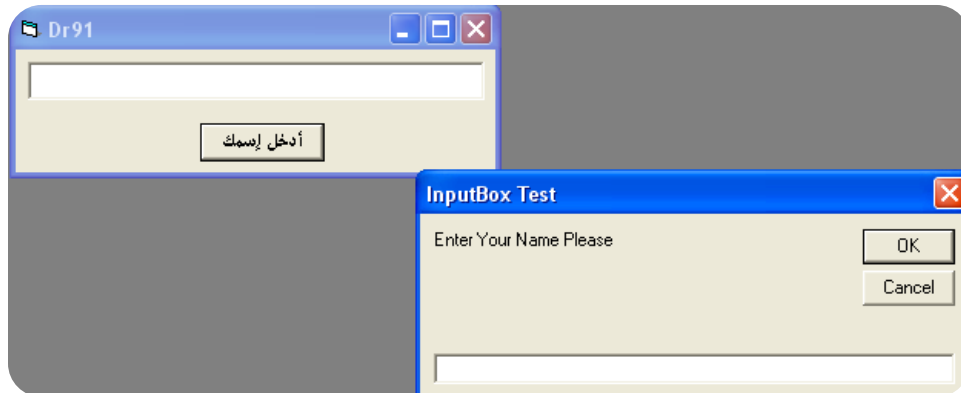 Dr91
أدخل إسمك
InputBox Test
Enter Your Name Please
OK
Cancel